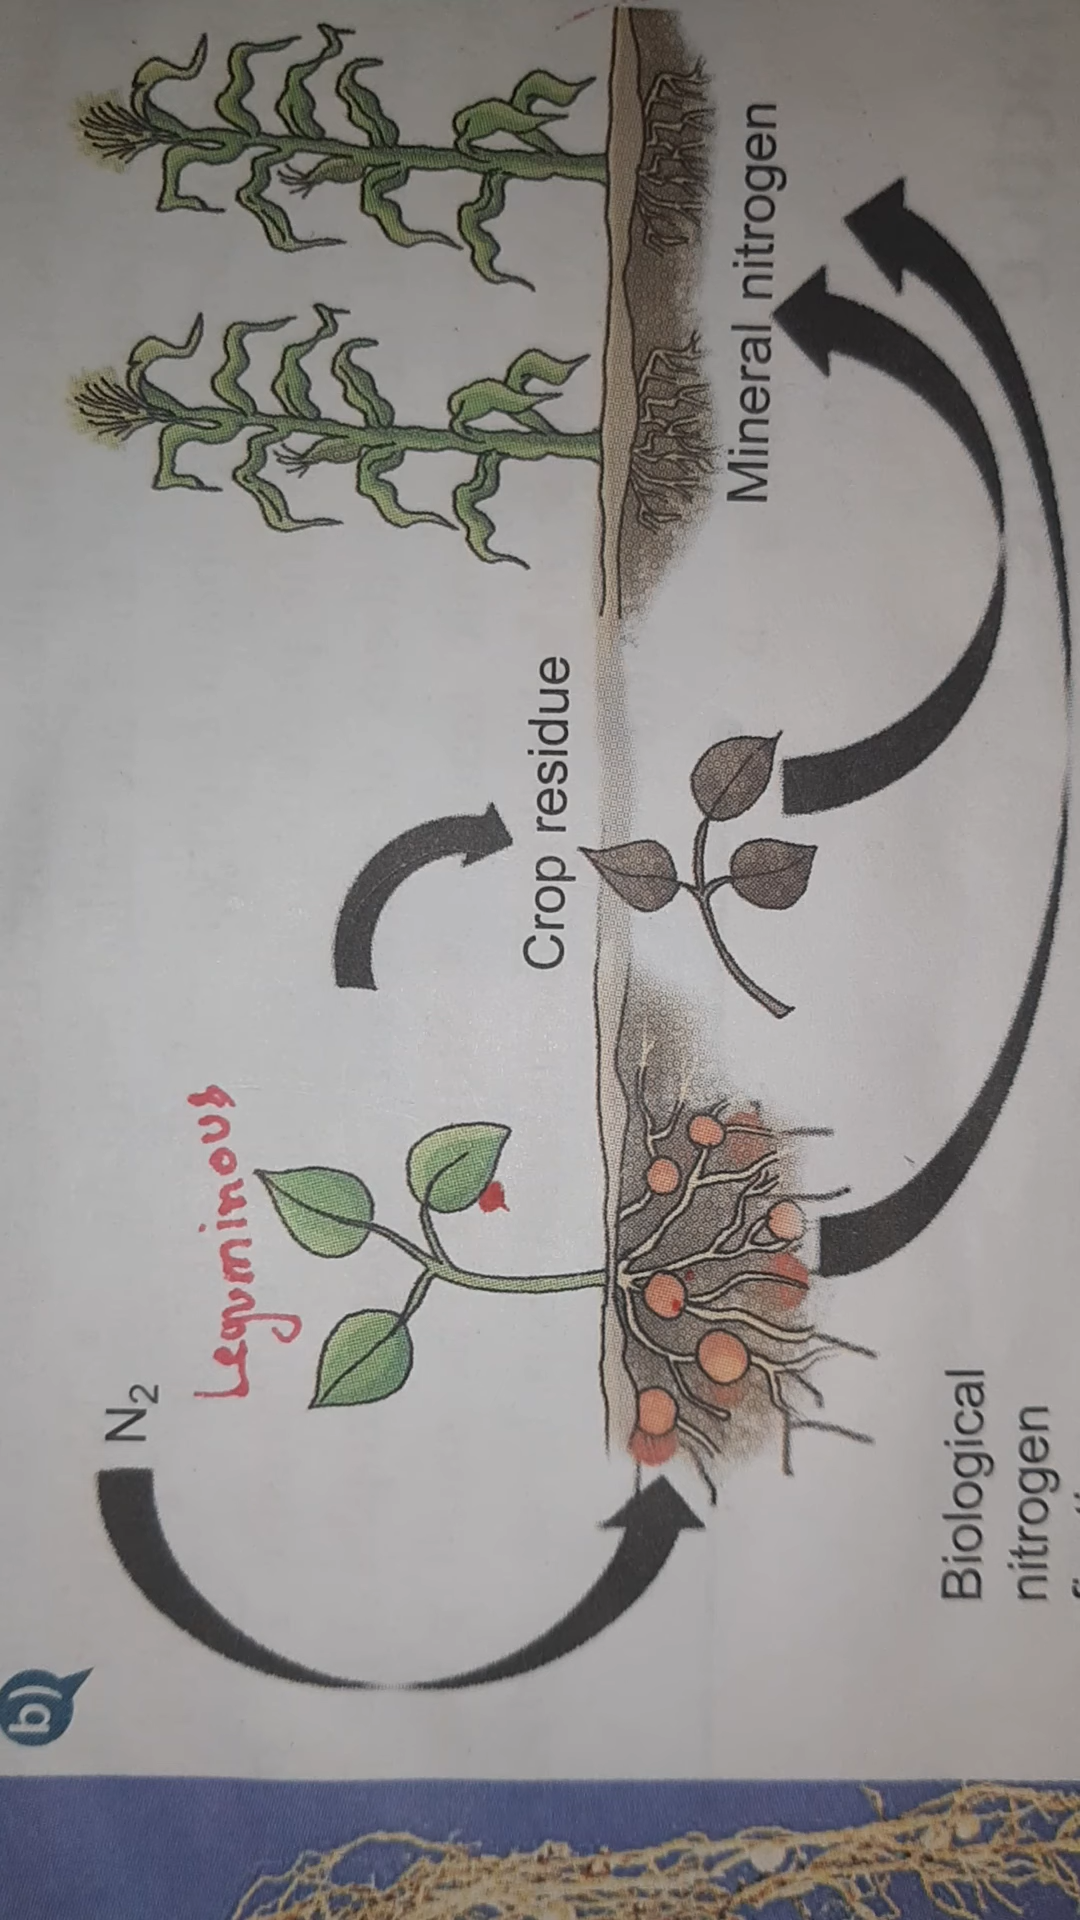 b)
N₂
Leguminous
Crop residue
Mineral nitrogen
Biological
nitrogen